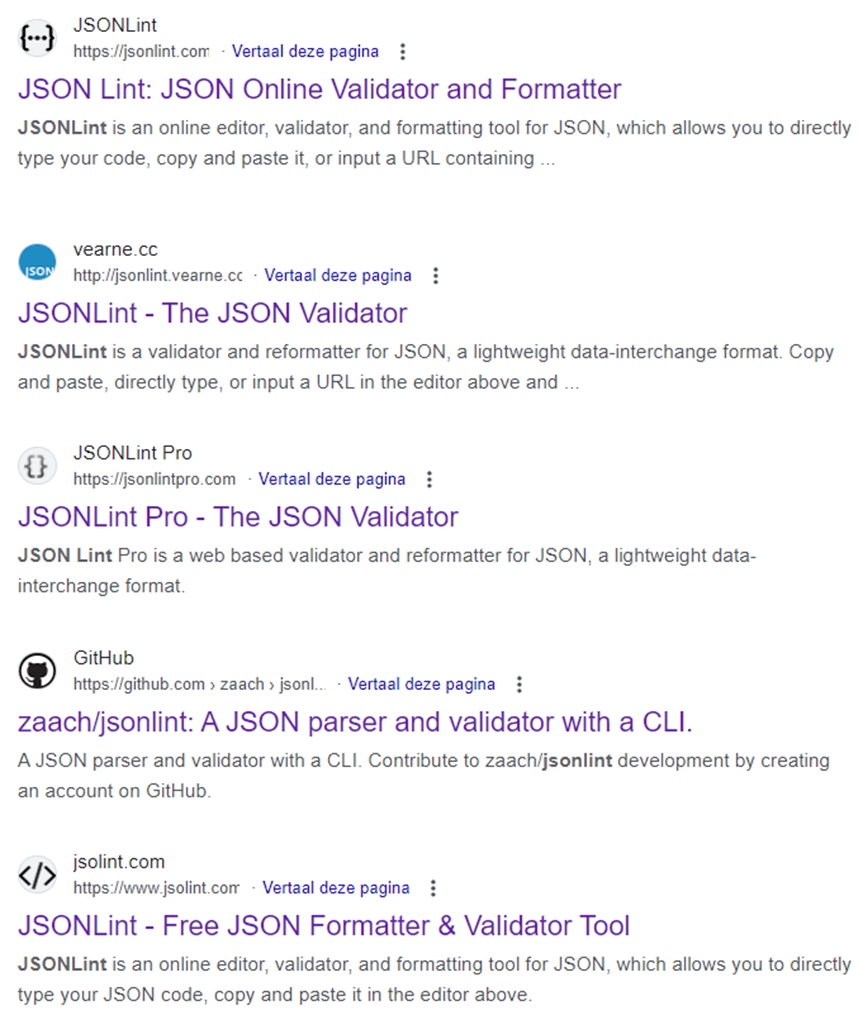 JSONLint
https://jsonlint.com · Vertaal deze pagina
JSON Lint: JSON Online Validator and Formatter
JSONLint is an online editor, validator, and formatting tool for JSON, which allows you to directly
type your code, copy and paste it, or input a URL containing ...
JSON
vearne.cc
http://jsonlint.vearne.cc · Vertaal deze pagina
JSONLint - The JSON Validator
JSONLint is a validator and reformatter for JSON, a lightweight data-interchange format. Copy
and paste, directly type, or input a URL in the editor above and ...
JSONLint Pro
https://jsonlintpro.com · Vertaal deze pagina
JSONLint Pro - The JSON Validator
JSON Lint Pro is a web based validator and reformatter for JSON, a lightweight data-
interchange format.
GitHub
https://github.com › zaach › jsonl... · Vertaal deze pagina
zaach/jsonlint: A JSON parser and validator with a CLI.
A JSON parser and validator with a CLI. Contribute to zaach/jsonlint development by creating
an account on GitHub.
jsolint.com
https://www.jsolint.com · Vertaal deze pagina
JSONLint - Free JSON Formatter & Validator Tool
JSONLint is an online editor, validator, and formatting tool for JSON, which allows you to directly
type your JSON code, copy and paste it in the editor above.